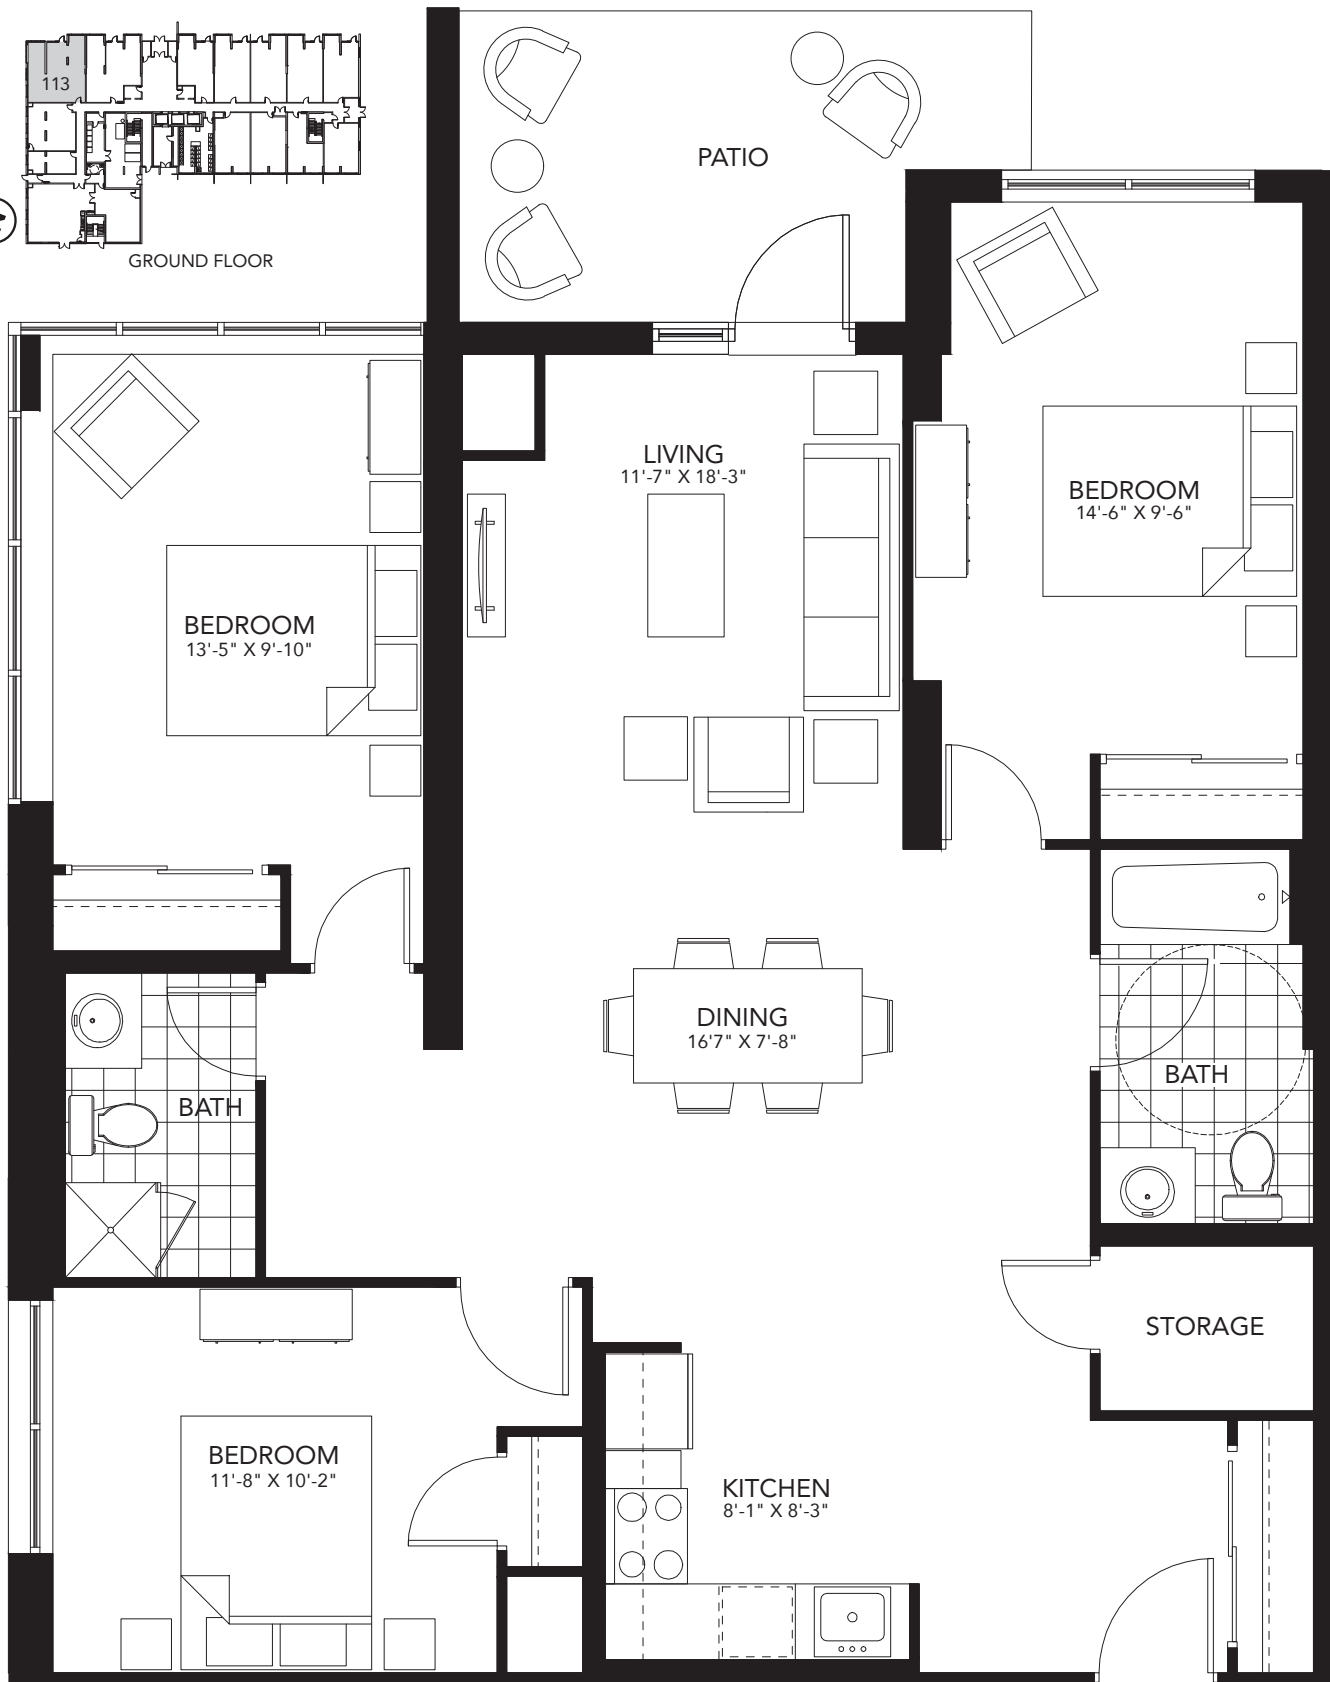 113
GROUND FLOOR
PATIO
LIVING
11'-7" X 18'-3"
BEDROOM
14'-6" X 9'-6"
BEDROOM
13'-5" X 9'-10"
DINING
16'7" X 7'-8"
BATH
BATH
STORAGE
BEDROOM
11'-8" X 10'-2"
KITCHEN
8'-1" X 8'-3"